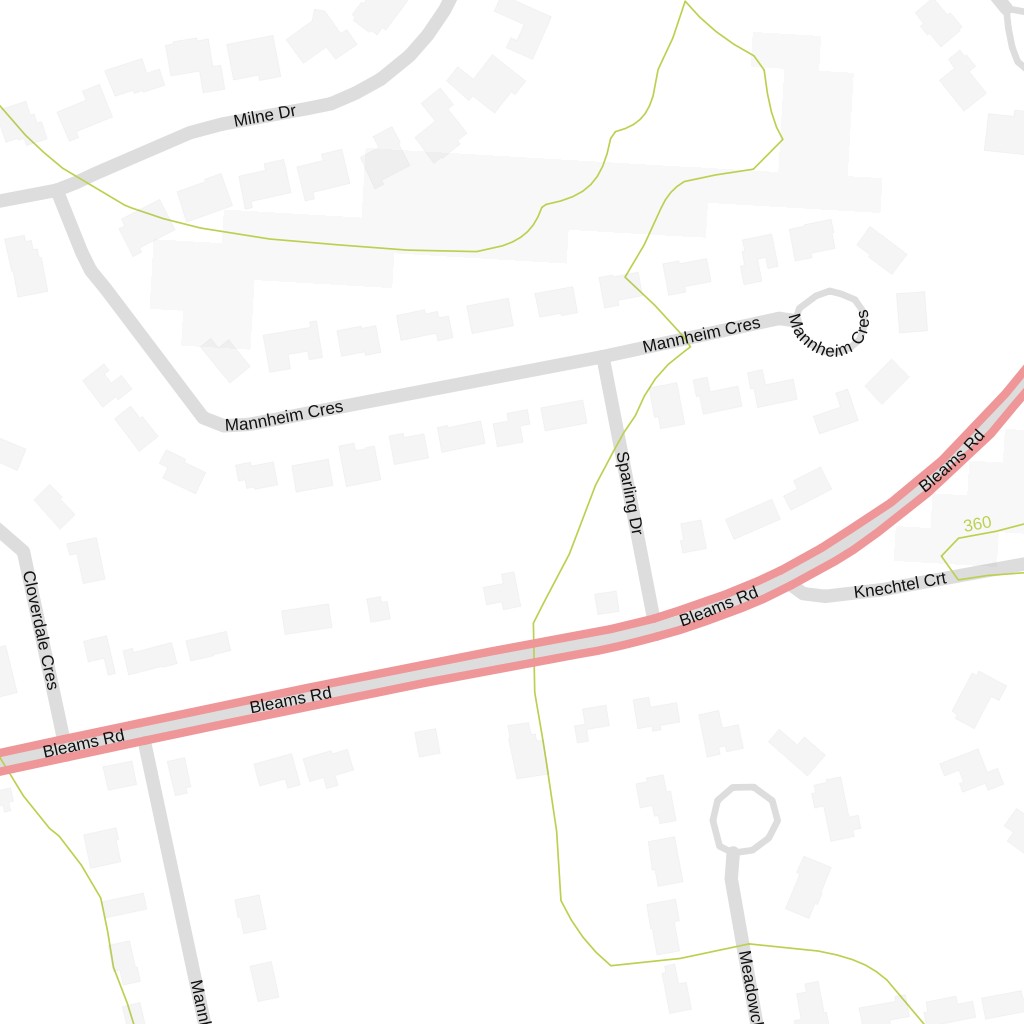 Milne Dr
Mannheim Cres
Mannheim Cres
Mannheim Cres
Bleams Rd
Sparling Dr
360
Knechtel Crt
Cloverdale Cres
Bleams Rd
Bleams Rd
Bleams Rd